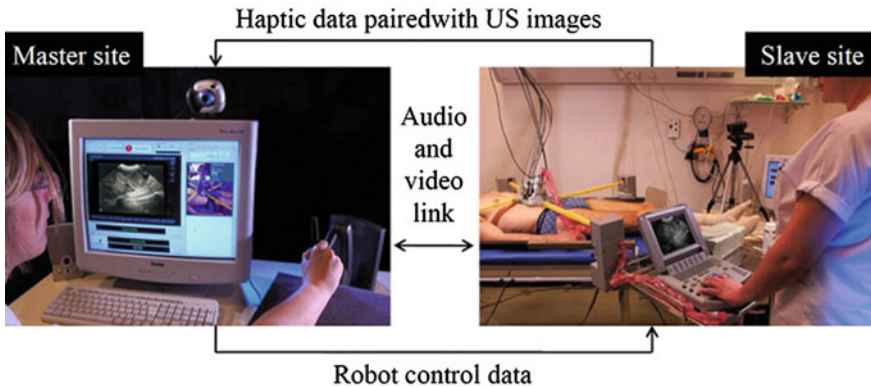 Haptic data pairedwith US images
Master site
Slave site
Audio
and
video
link
Robot control data